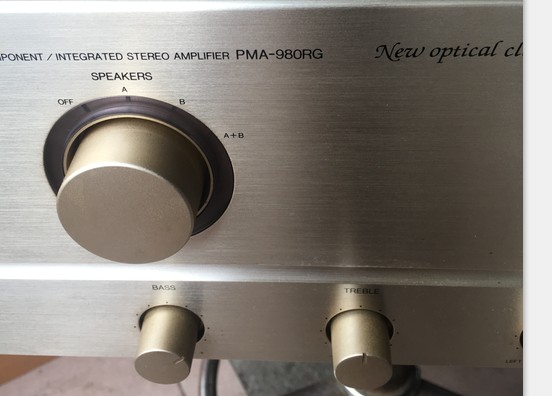 PONENT / INTEGRATED STEREO AMPLIFIER PMA-980RG
New optical cl
SPEAKERS
OFF
A
B
A+B
BASS
TREBLE